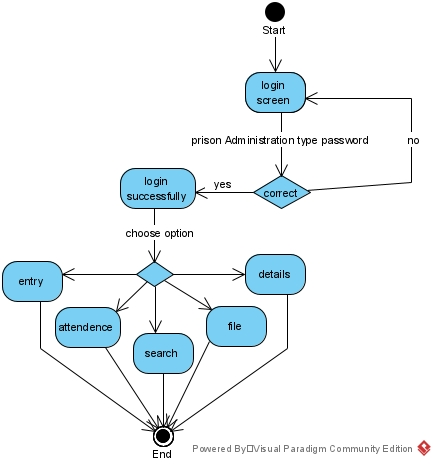 Start
login
screen
prison Administration type password
no
correct
yes
login
successfully
choose option
entry
details
attendence
file
search
End
Powered By□Visual Paradigm Community Edition